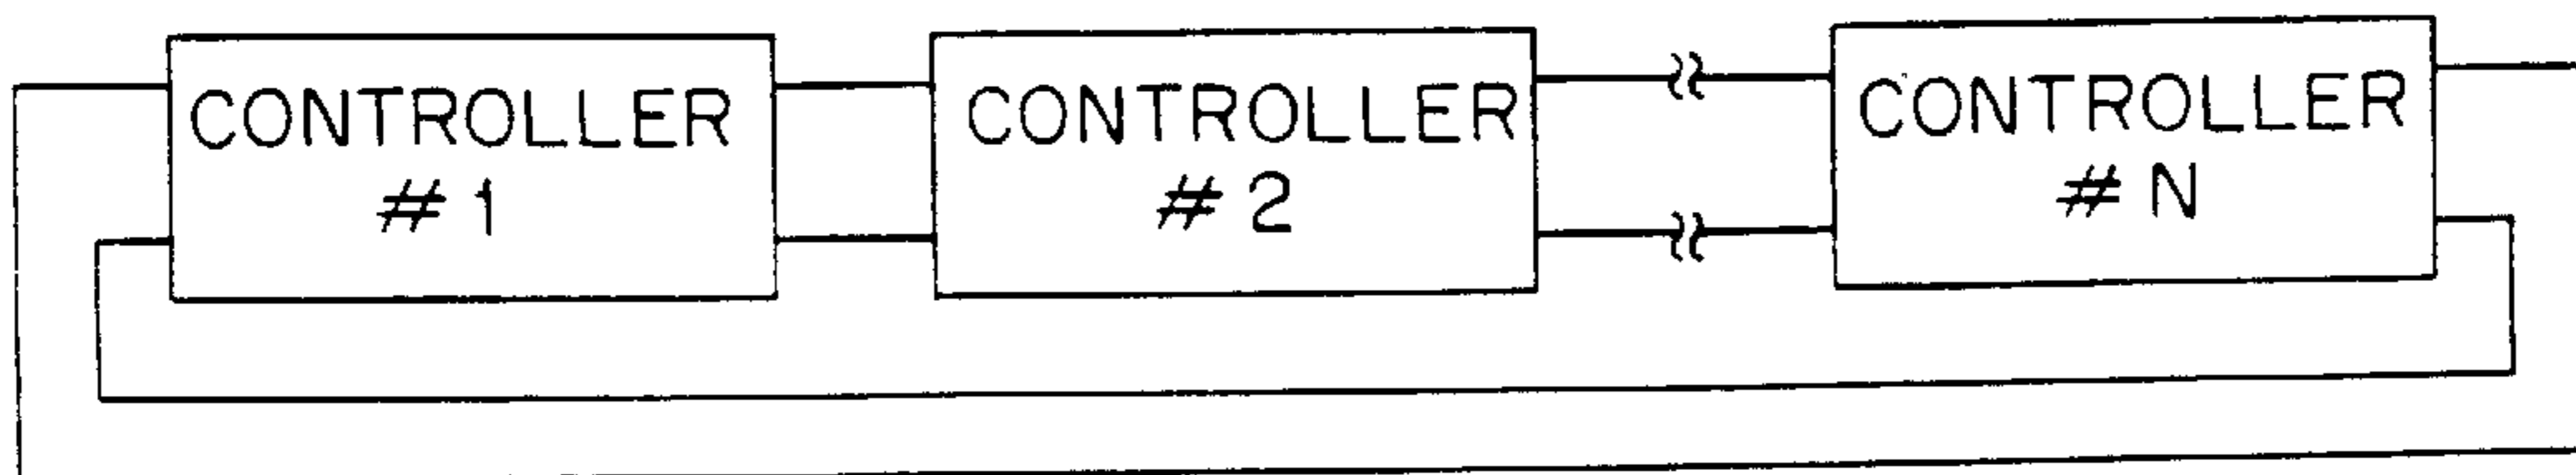 CONTROLLER
# 1
CONTROLLER
# 2
CONTROLLER
# N